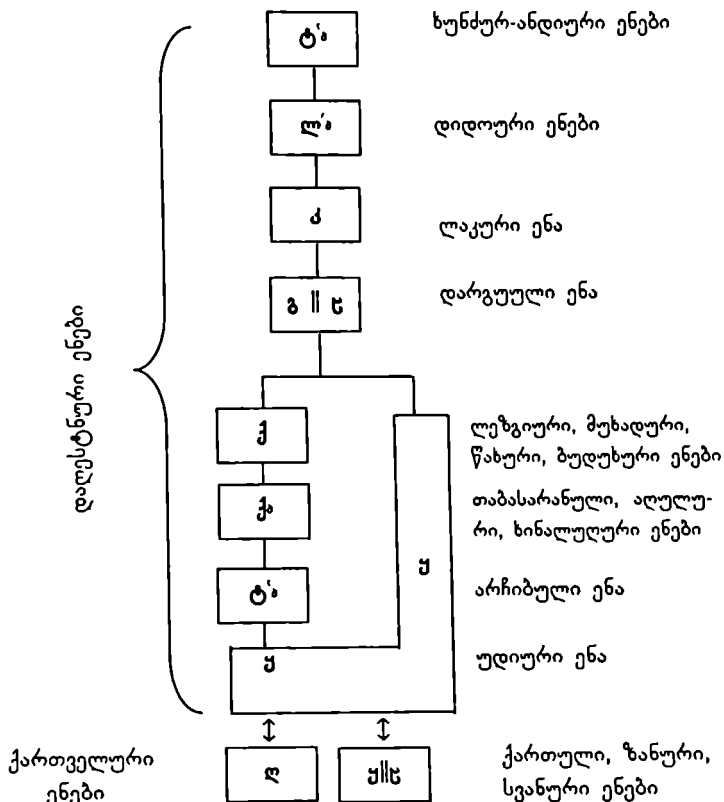 ტ'ჾ ხუნძურ-ანდიური ენები
ლ'ჾ დიდოური ენები
კ ლაკური ენა
გ || ჸ დარგუული ენა
დაღესტნური ენები
ქ ლეზგიური, მუხადური,
წახური, ბუდუხური ენები
ქა თაბასარანული, აღულუ-
რი, ხინალუღური ენები
ყ
არჩიბული ენა
ყ უდიური ენა
ქართველური
ენები
ღ ყ||ჸ ქართული, ზანური,
სვანური ენები